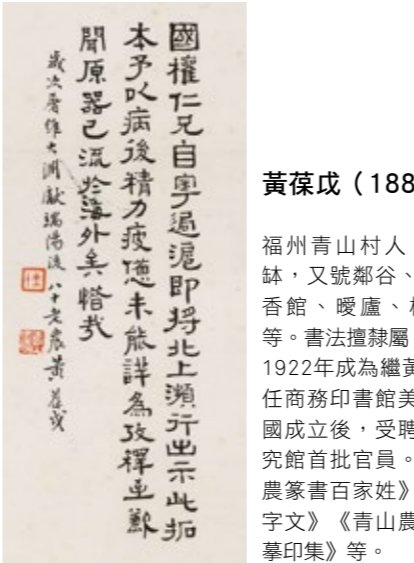 國權仁兄自寧過滬即將北上瀕行出示此拓
本予以病後精力疲憊未能詳為攷釋並歎
聞原器已流於海外矣惜哉
歲次屠維大淵獻端陽後八十老農黃葆戉
黃葆戉（188
福州青山村人
缽，又號鄰谷、
香館、曖廬、
等。書法擅隸屬
1922年成為繼黃
任商務印書館美
國成立後，受聘
究館首批官員。
農篆書百家姓》
字文》《青山農
摹印集》等。